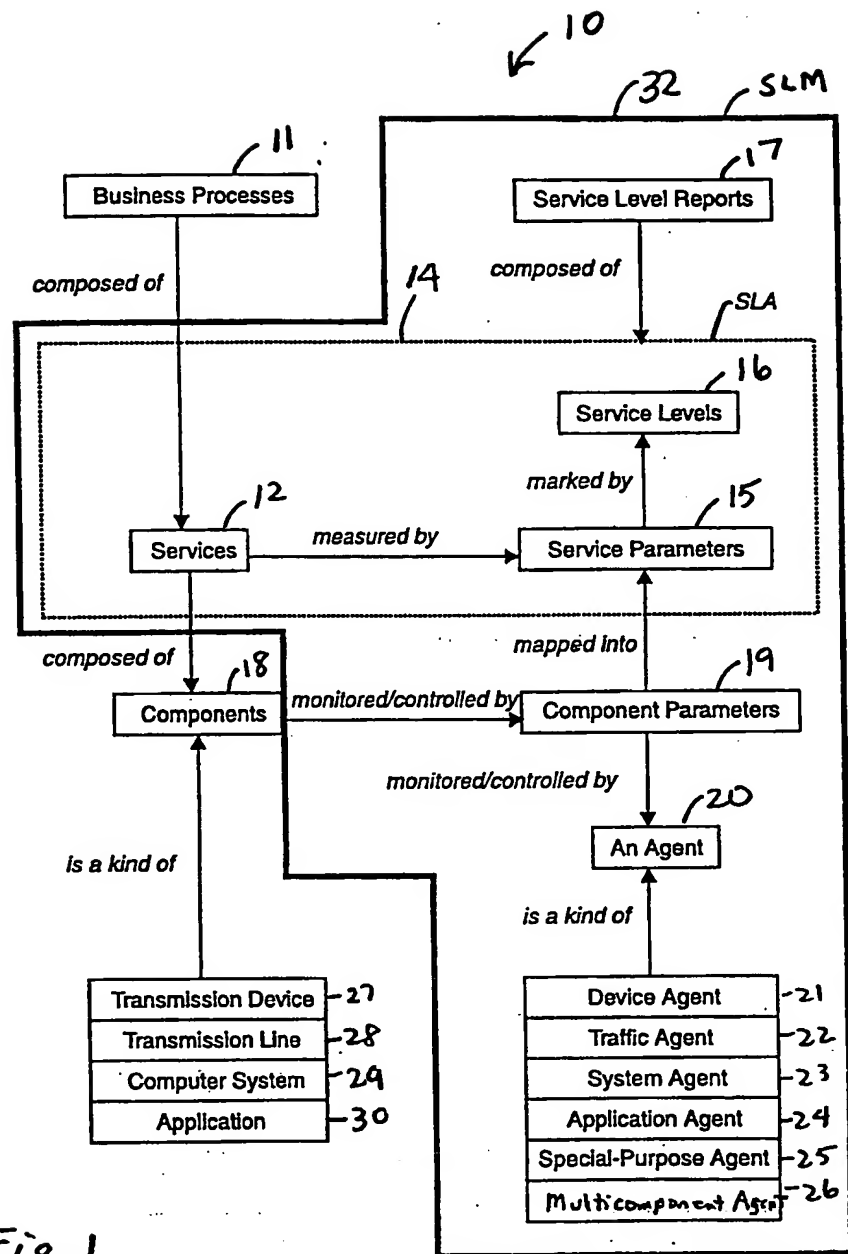 10
32 SLM
11
Business Processes
17
Service Level Reports
composed of
composed of
14
SLA
16
Service Levels
marked by
12
Services
measured by
15
Service Parameters
composed of
mapped into
18
Components
monitored/controlled by
19
Component Parameters
monitored/controlled by
20
An Agent
is a kind of
is a kind of
Transmission Device 27
Transmission Line 28
Computer System 29
Application 30
Device Agent 21
Traffic Agent 22
System Agent 23
Application Agent 24
Special-Purpose Agent 25
Multicomponent Agent 26
Fig. 1